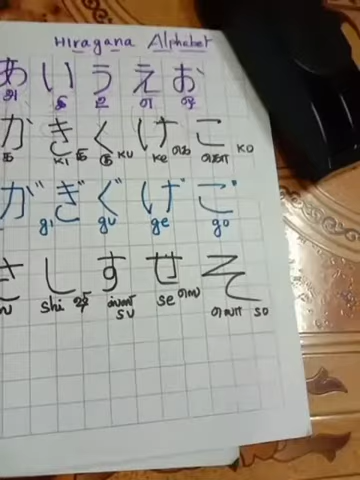 Hiragana Alphabet
あ い う え お
அ இ உ எ ஒ
か き く け こ
ki கி கு ku ke கெ கொ ko
が ぎ ぐ げ ご
gi gu ge go
さ し す せ そ
shi ஷி su se செ சொ so